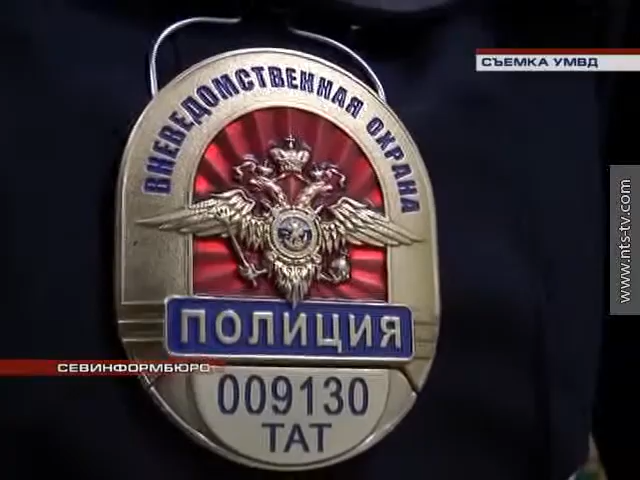 СЪЕМКА УМВД
ВНЕВЕДОМСТВЕННАЯ ОХРАНА
www.nts-tv.com
ПОЛИЦИЯ
СЕВИНФОРМБЮРО
009130
ТАТ